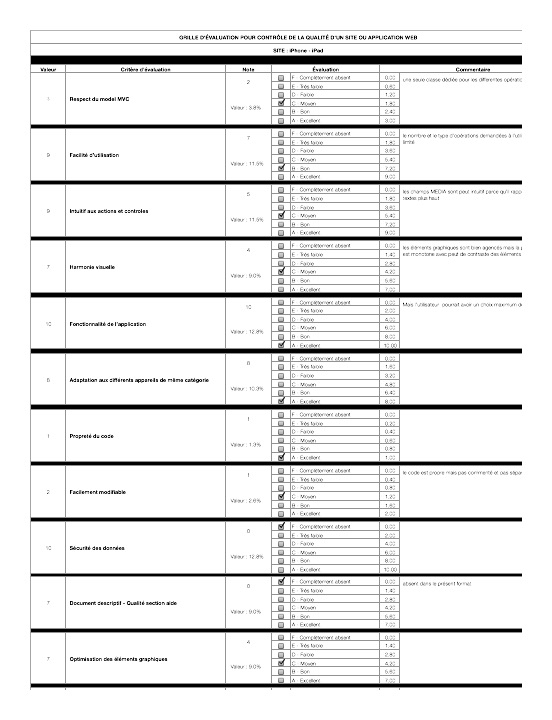 GRILLE D'ÉVALUATION POUR CONTRÔLE DE LA QUALITÉ D'UN SITE OU APPLICATION WEB
SITE : iPhone - iPad
Valeur Critère d'évaluation Note Évaluation Commentaire
Respect du model MVC
2
Valeur : 3.8%
F Complètement absent 0.00 une seule classe dédiée pour les différentes
E Très faible 0.60
D Faible 1.20
C Moyen 1.80
B Bon 2.40
A Excellent 3.00
9 Facilité d'utilisation
7
Valeur : 11.5%
F Complètement absent 0.00 le nombre et le type d'opérations demandées à
E Très faible 1.80 limité
D Faible 3.60
C Moyen 5.40
B Bon 7.20
A Excellent 9.00
9 Intuitif aux actions et controles
5
Valeur : 11.5%
F Complètement absent 0.00 les champs MEDIA sont peut intuitif parce qu'il
E Très faible 1.80 textes plus haut
D Faible 3.60
C Moyen 5.40
B Bon 7.20
A Excellent 9.00
7 Harmonie visuelle
4
Valeur : 9.0%
F Complètement absent 0.00 les éléments graphiques sont bien agencés mais la
E Très faible 1.40 est monotone avec peut de contraste des éléments
D Faible 2.80
C Moyen 4.20
B Bon 5.60
A Excellent 7.00
10 Fonctionnalité de l'application
10
Valeur : 12.8%
F Complètement absent 0.00 Mais l'utilisateur pourrait avoir un choix maximum
E Très faible 2.00
D Faible 4.00
C Moyen 6.00
B Bon 8.00
A Excellent 10.00
8 Adaptation aux différents appareils de même catégorie
8
Valeur : 10.3%
F Complètement absent 0.00
E Très faible 1.60
D Faible 3.20
C Moyen 4.80
B Bon 6.40
A Excellent 8.00
1 Propreté du code
1
Valeur : 1.3%
F Complètement absent 0.00
E Très faible 0.20
D Faible 0.40
C Moyen 0.60
B Bon 0.80
A Excellent 1.00
2 Facilement modifiable
1
Valeur : 2.6%
F Complètement absent 0.00 le code est propre mais pas commenté et pas
E Très faible 0.40
D Faible 0.80
C Moyen 1.20
B Bon 1.60
A Excellent 2.00
10 Sécurité des données
0
Valeur : 12.8%
F Complètement absent 0.00
E Très faible 2.00
D Faible 4.00
C Moyen 6.00
B Bon 8.00
A Excellent 10.00
7 Document descriptif - Qualité section aide
0
Valeur : 9.0%
F Complètement absent 0.00 absent dans le présent format
E Très faible 1.40
D Faible 2.80
C Moyen 4.20
B Bon 5.60
A Excellent 7.00
7 Optimisation des éléments graphiques
4
Valeur : 9.0%
F Complètement absent 0.00
E Très faible 1.40
D Faible 2.80
C Moyen 4.20
B Bon 5.60
A Excellent 7.00